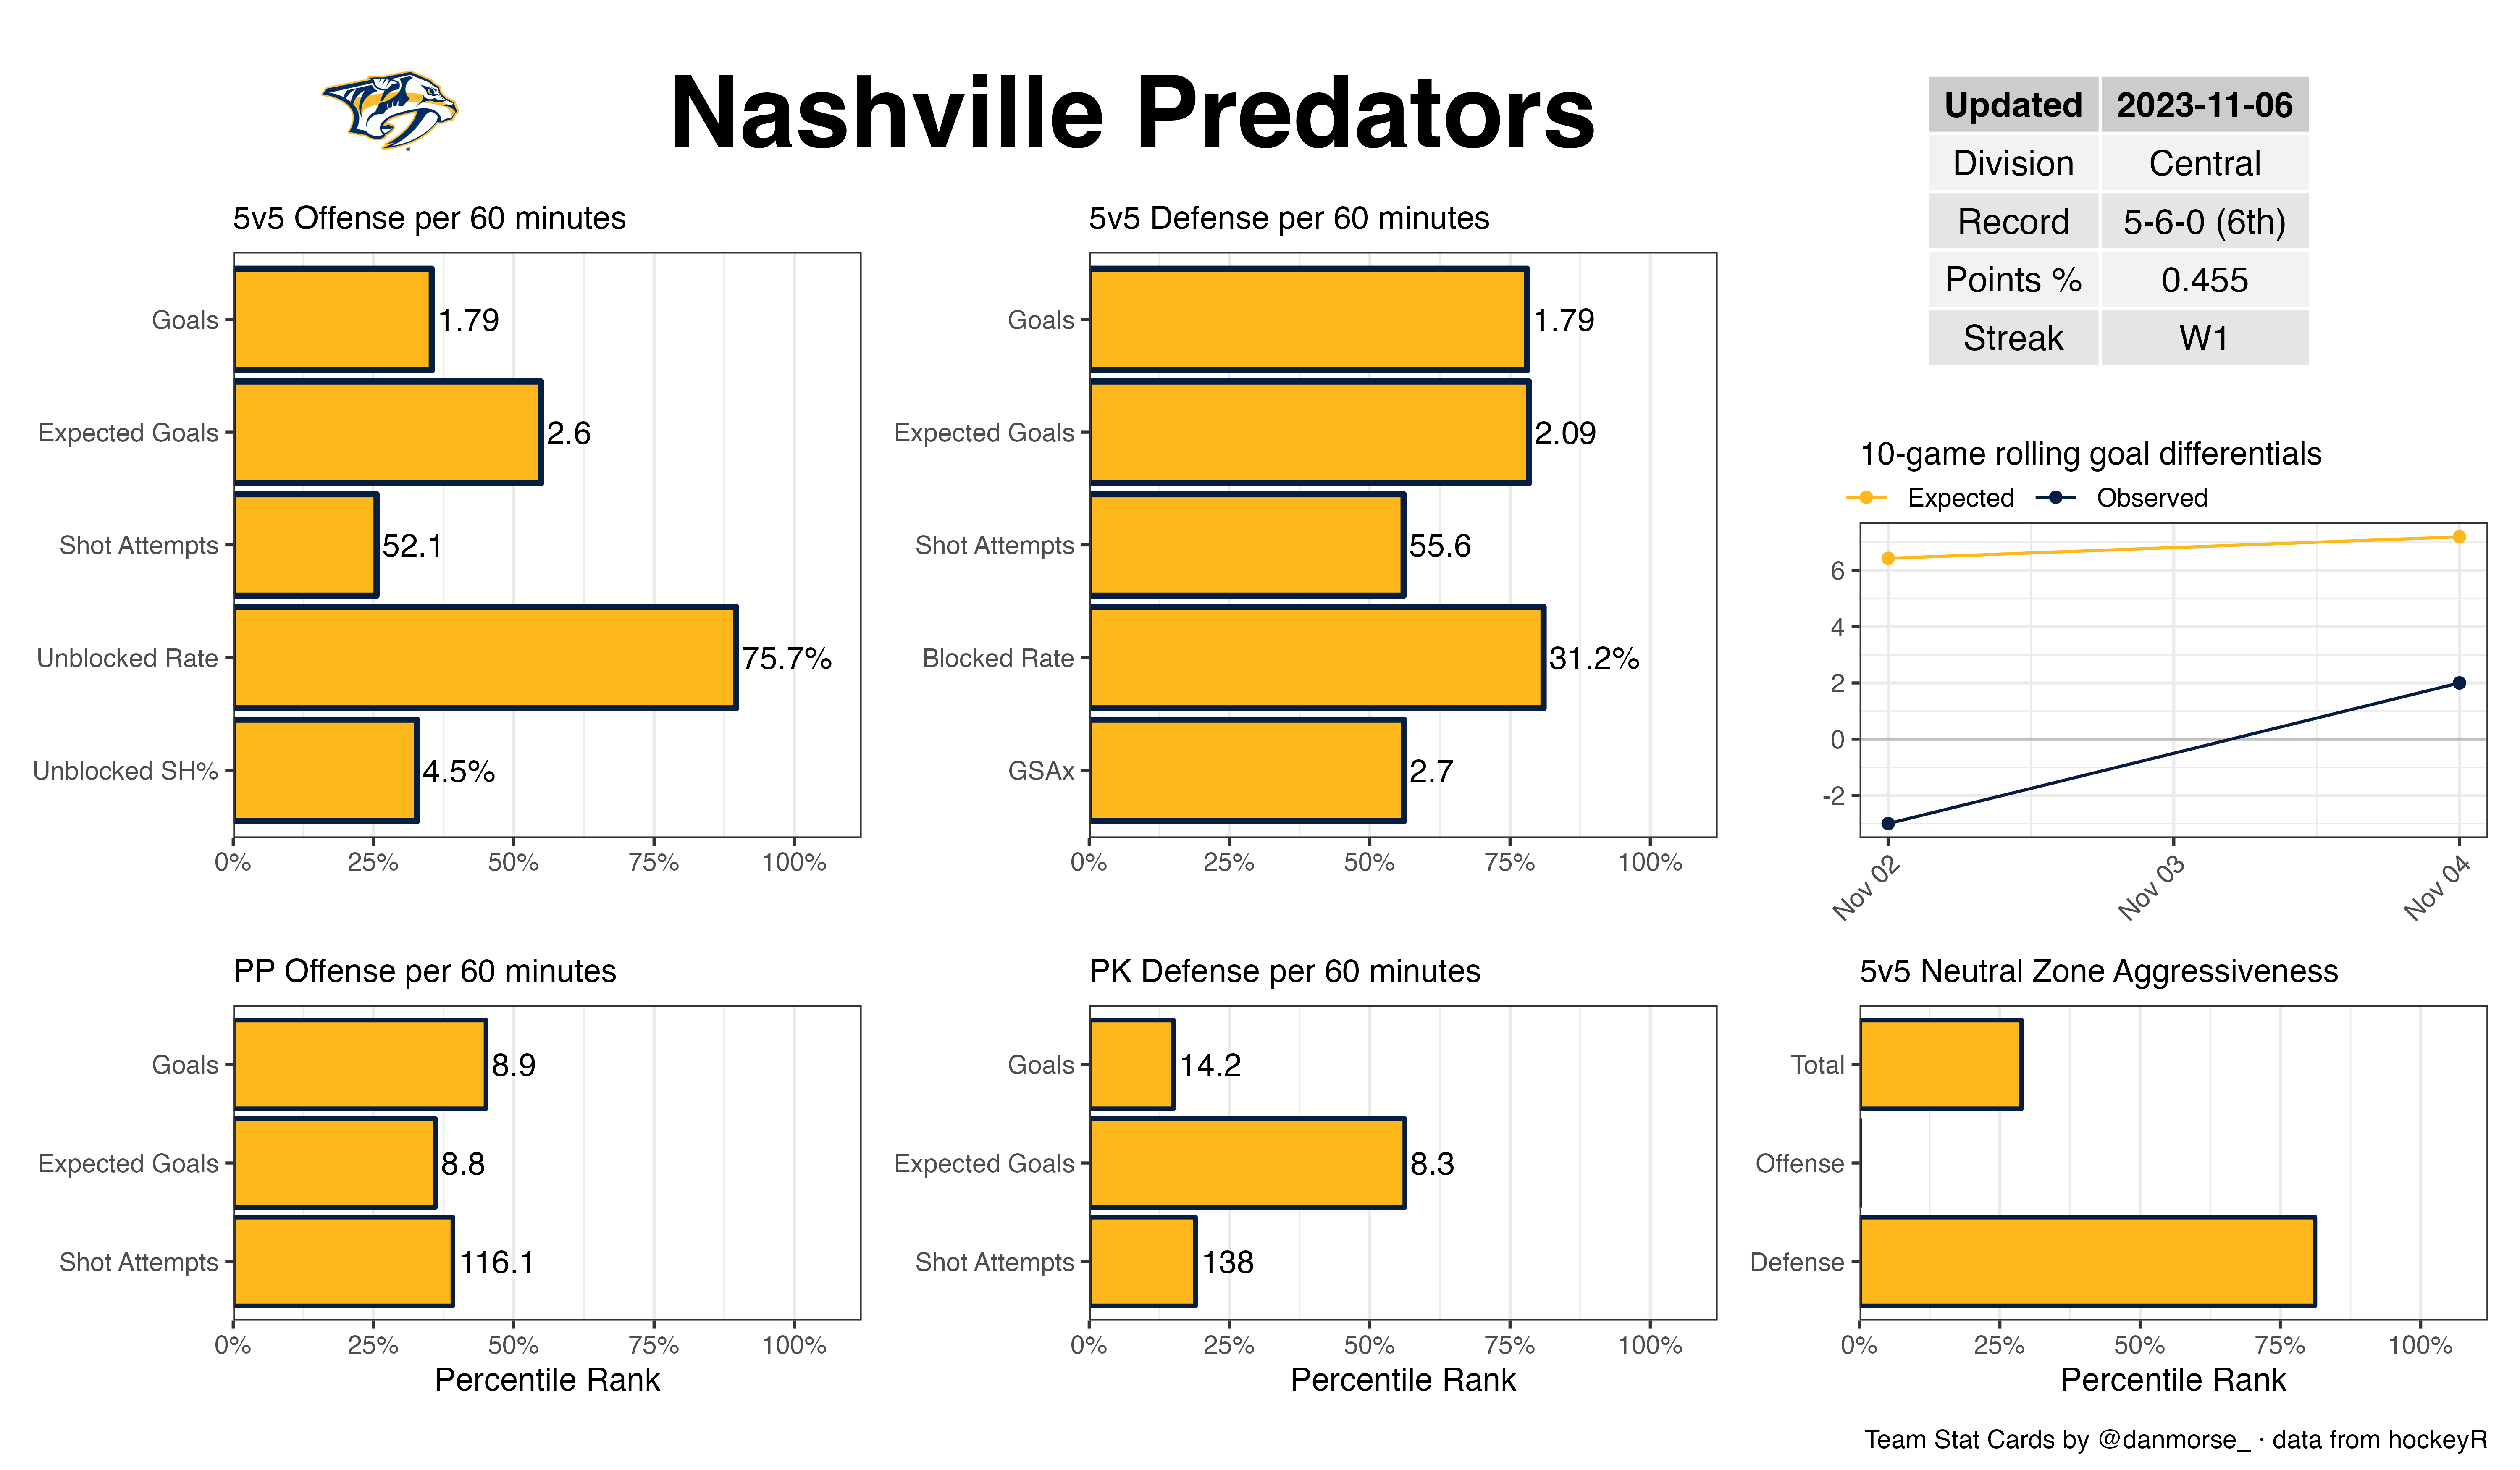 Nashville Predators
Updated 2023-11-06
Division Central
Record 5-6-0 (6th)
Points % 0.455
Streak W1
5v5 Offense per 60 minutes
Goals 1.79
Expected Goals 2.6
Shot Attempts 52.1
Unblocked Rate 75.7%
Unblocked SH% 4.5%
0% 25% 50% 75% 100%
5v5 Defense per 60 minutes
Goals 1.79
Expected Goals 2.09
Shot Attempts 55.6
Blocked Rate 31.2%
GSAx 2.7
0% 25% 50% 75% 100%
10-game rolling goal differentials
Expected Observed
6
4
2
0
-2
Nov 02 Nov 03 Nov 04
PP Offense per 60 minutes
Goals 8.9
Expected Goals 8.8
Shot Attempts 116.1
0% 25% 50% 75% 100%
Percentile Rank
PK Defense per 60 minutes
Goals 14.2
Expected Goals 8.3
Shot Attempts 138
0% 25% 50% 75% 100%
Percentile Rank
5v5 Neutral Zone Aggressiveness
Total
Offense
Defense
0% 25% 50% 75% 100%
Percentile Rank
Team Stat Cards by @danmorse_ · data from hockeyR